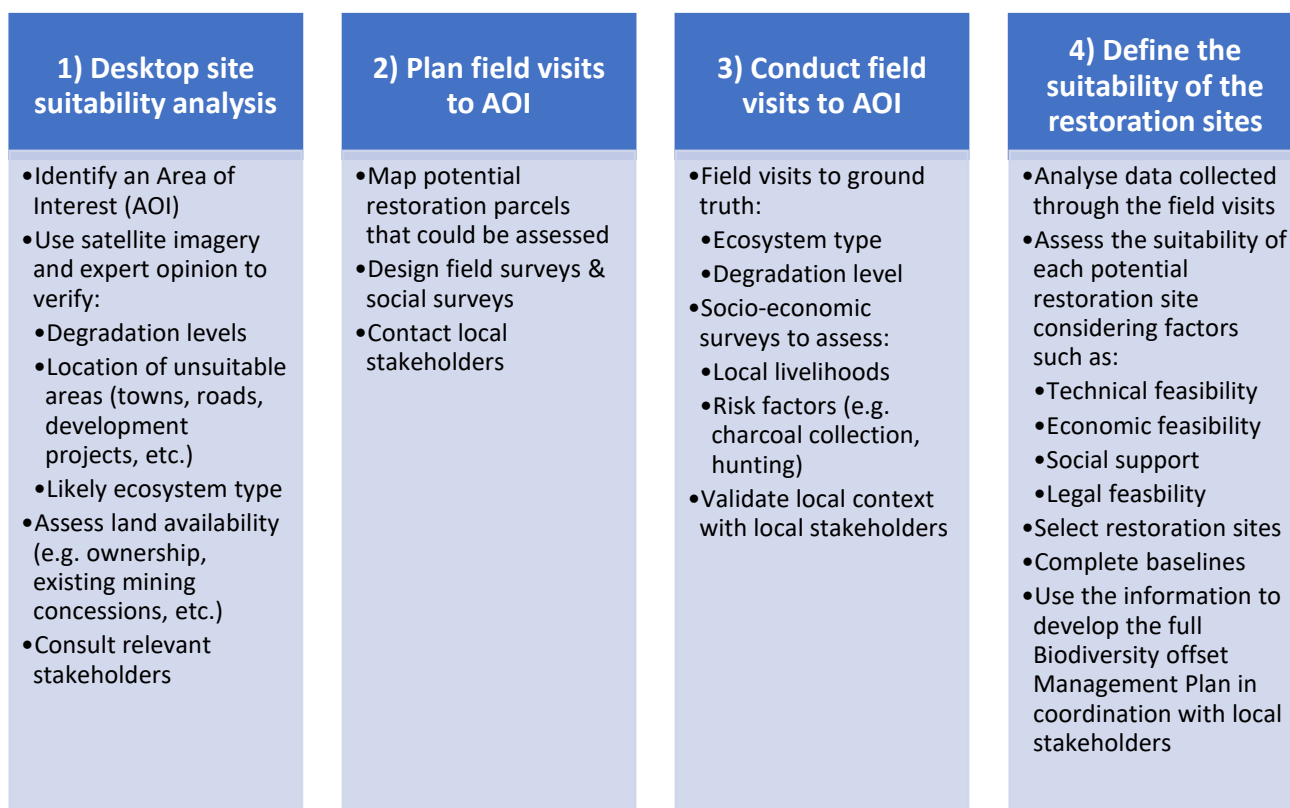 1) Desktop site
suitability analysis
•Identify an Area of
Interest (AOI)
•Use satellite imagery
and expert opinion to
verify:
•Degradation levels
•Location of unsuitable
areas (towns, roads,
development
projects, etc.)
•Likely ecosystem type
•Assess land availability
(e.g. ownership,
existing mining
concessions, etc.)
•Consult relevant
stakeholders
2) Plan field visits
to AOI
•Map potential
restoration parcels
that could be assessed
•Design field surveys &
social surveys
•Contact local
stakeholders
3) Conduct field
visits to AOI
•Field visits to ground
truth:
•Ecosystem type
•Degradation level
•Socio-economic
surveys to assess:
•Local livelihoods
•Risk factors (e.g.
charcoal collection,
hunting)
•Validate local context
with local stakeholders
4) Define the
suitability of the
restoration sites
•Analyse data collected
through the field visits
•Assess the suitability of
each potential
restoration site
considering factors
such as:
•Technical feasibility
•Economic feasibility
•Social support
•Legal feasbility
•Select restoration sites
•Complete baselines
•Use the information to
develop the full
Biodiversity offset
Management Plan in
coordination with local
stakeholders